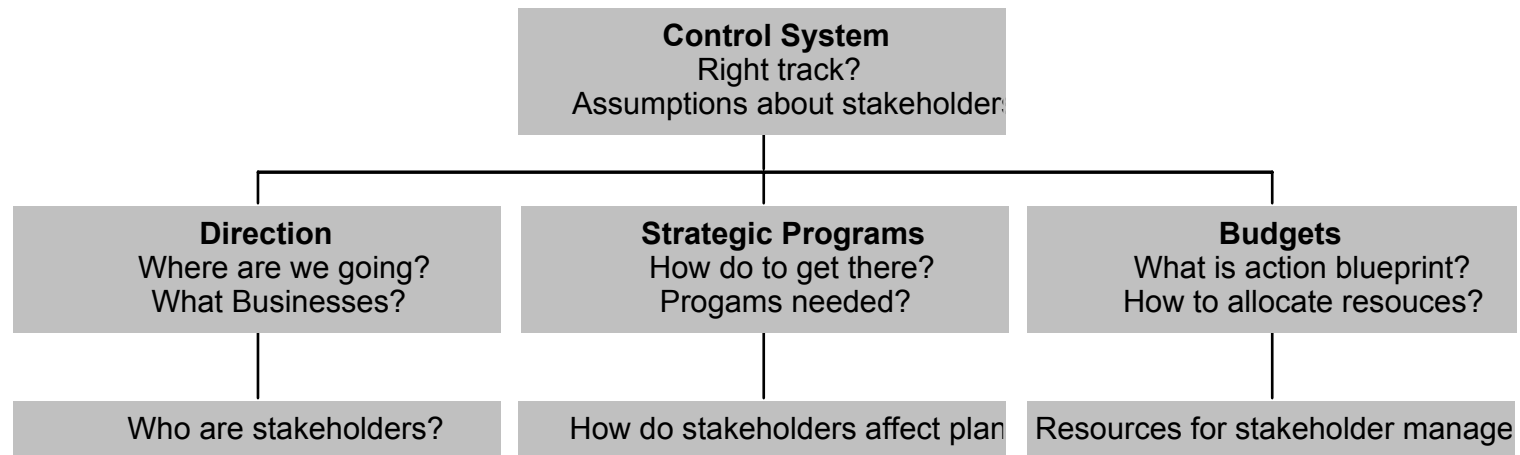 Control System
Right track?
Assumptions about stakeholders
Direction
Where are we going?
What Businesses?
Strategic Programs
How do to get there?
Progams needed?
Budgets
What is action blueprint?
How to allocate resouces?
Who are stakeholders?
How do stakeholders affect plan
Resources for stakeholder manage